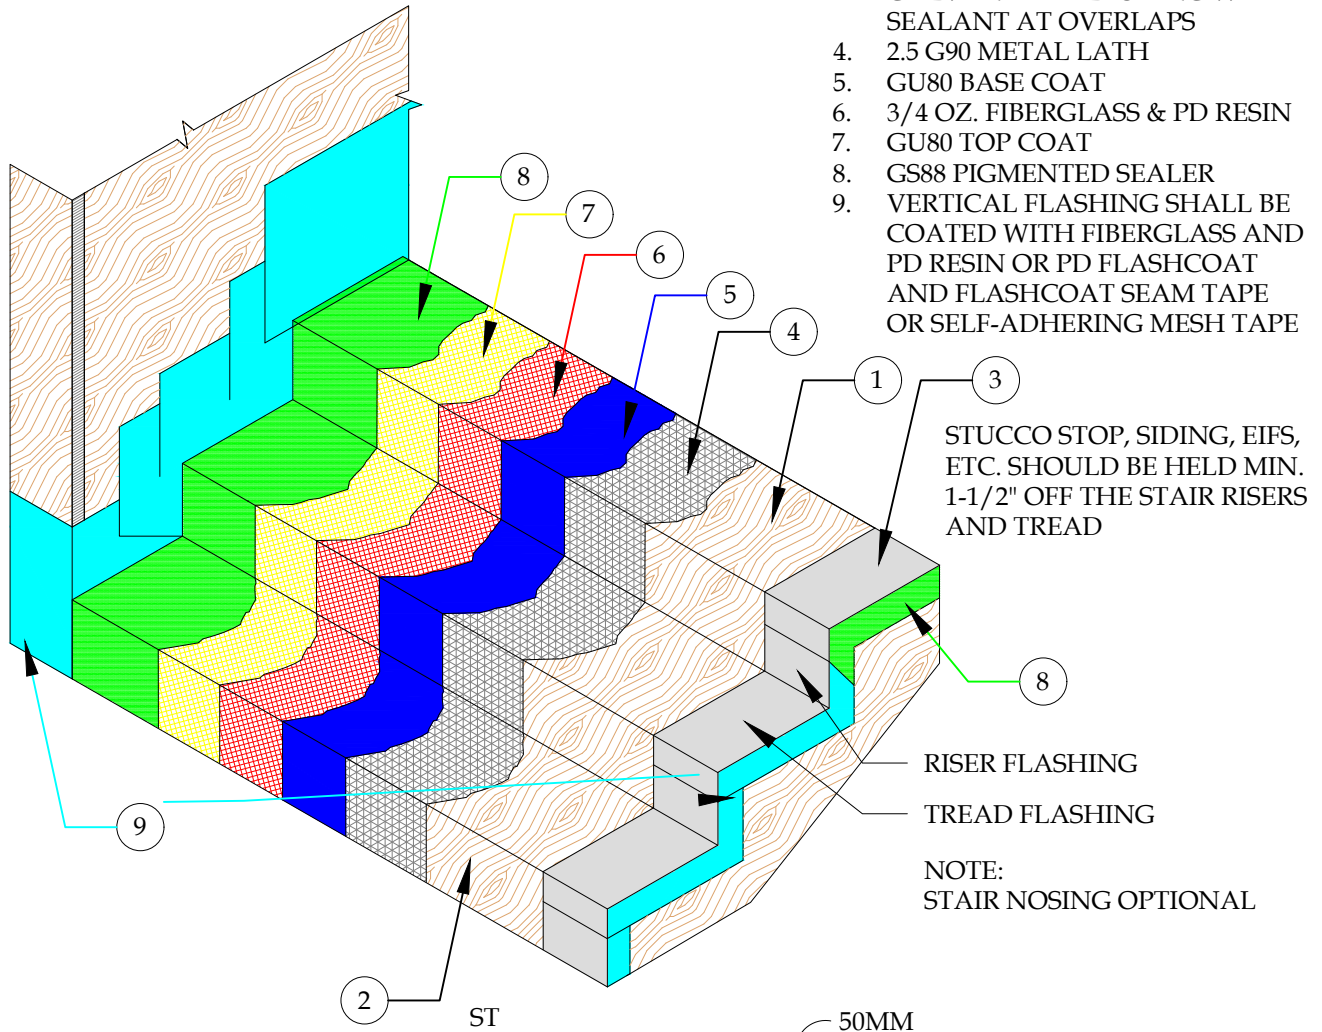 SEALANT AT OVERLAPS
4. 2.5 G90 METAL LATH
5. GU80 BASE COAT
6. 3/4 OZ. FIBERGLASS & PD RESIN
7. GU80 TOP COAT
8. GS88 PIGMENTED SEALER
9. VERTICAL FLASHING SHALL BE
COATED WITH FIBERGLASS AND
PD RESIN OR PD FLASHCOAT
AND FLASHCOAT SEAM TAPE
OR SELF-ADHERING MESH TAPE
8
7
6
5
4
1
3
STUCCO STOP, SIDING, EIFS,
ETC. SHOULD BE HELD MIN.
1-1/2" OFF THE STAIR RISERS
AND TREAD
8
RISER FLASHING
TREAD FLASHING
9
NOTE:
STAIR NOSING OPTIONAL
2
ST
50MM